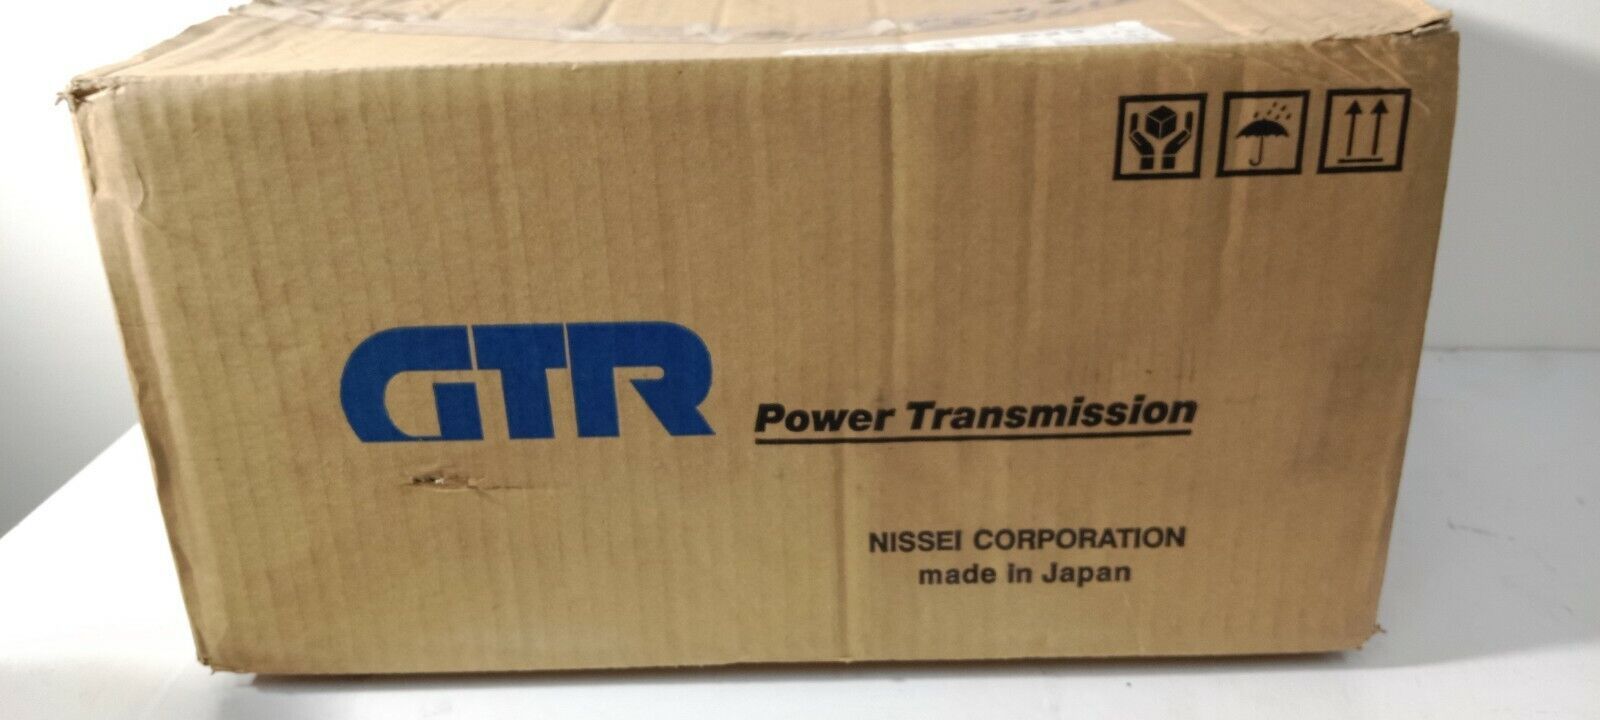 GTR Power Transmission
NISSEI CORPORATION
made in Japan